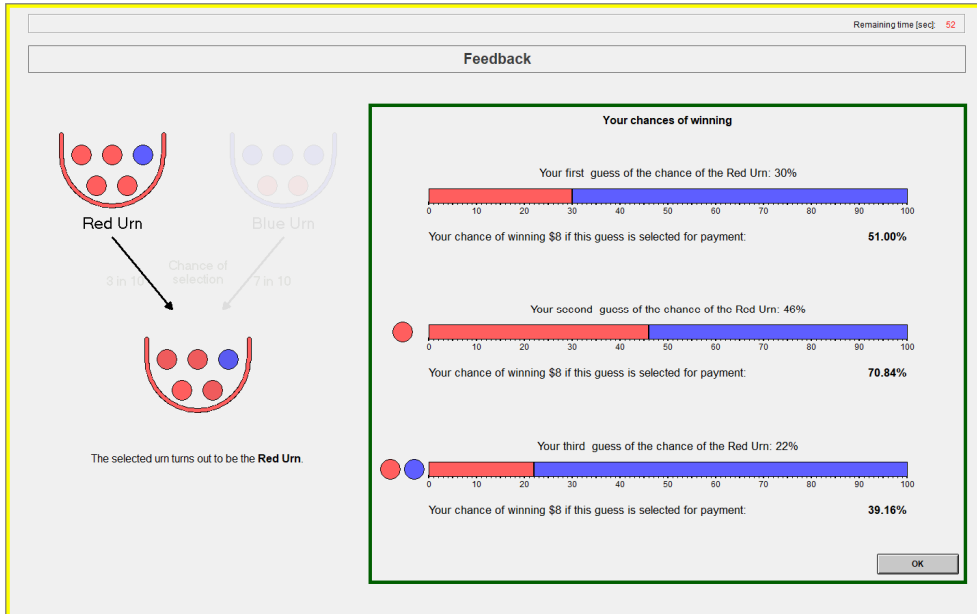 Remaining time [sec]: 52
Feedback
Your chances of winning
Your first guess of the chance of the Red Urn: 30%
0 10 20 30 40 50 60 70 80 90 100
Your chance of winning $8 if this guess is selected for payment: 51.00%
Red Urn
Blue Urn
Chance of
selection
3 in 10
7 in 10
Your second guess of the chance of the Red Urn: 46%
0 10 20 30 40 50 60 70 80 90 100
Your chance of winning $8 if this guess is selected for payment: 70.84%
The selected urn turns out to be the Red Urn.
Your third guess of the chance of the Red Urn: 22%
0 10 20 30 40 50 60 70 80 90 100
Your chance of winning $8 if this guess is selected for payment: 39.16%
OK